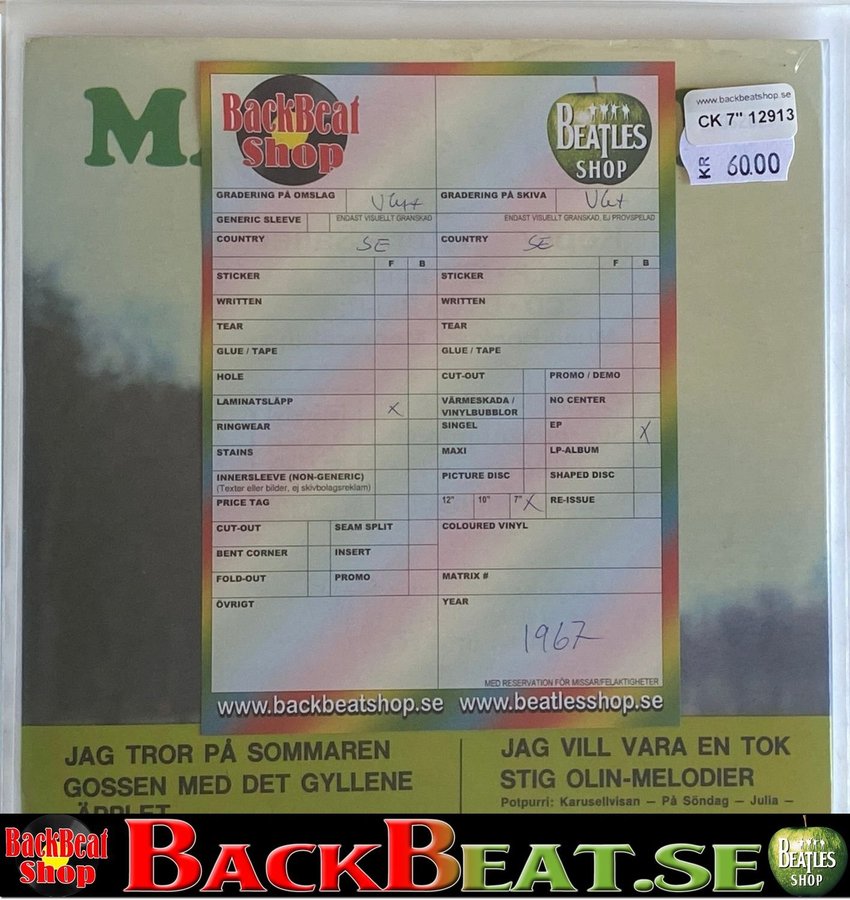 MA
BackBeat
Shop
BEATLES
SHOP
www.backbeatshop.se
CK 7" 12913
KR 60.00
GRADERING PÅ OMSLAG VG++
GRADERING PÅ SKIVA VG+
GENERIC SLEEVE ENDAST VISUELLT GRANSKAD
ENDAST VISUELLT GRANSKAD, EJ PROVSPELAD
COUNTRY SE
COUNTRY SE
F B
F B
STICKER
STICKER
WRITTEN
WRITTEN
TEAR
TEAR
GLUE / TAPE
GLUE / TAPE
HOLE
CUT-OUT PROMO / DEMO
LAMINATSLÄPP X
VÄRMESKADA / VINYLBUBBLOR NO CENTER
RINGWEAR
SINGEL EP X
STAINS
MAXI LP-ALBUM
INNERSLEEVE (NON-GENERIC)
(Texter eller bilder, ej skivbolagsreklam)
PICTURE DISC SHAPED DISC
PRICE TAG
12" 10" 7" X RE-ISSUE
CUT-OUT SEAM SPLIT
COLOURED VINYL
BENT CORNER INSERT
FOLD-OUT PROMO
MATRIX #
ÖVRIGT
YEAR
1967
MED RESERVATION FÖR MISSAR/FELAKTIGHETER
www.backbeatshop.se www.beatlesshop.se
JAG TROR PÅ SOMMAREN
GOSSEN MED DET GYLLENE
ÄPPLET
JAG VILL VARA EN TOK
STIG OLIN-MELODIER
Potpurri: Karusellvisan – På Söndag – Julia –
BackBeat
Shop
BACKBEAT.SE
BEATLES
SHOP